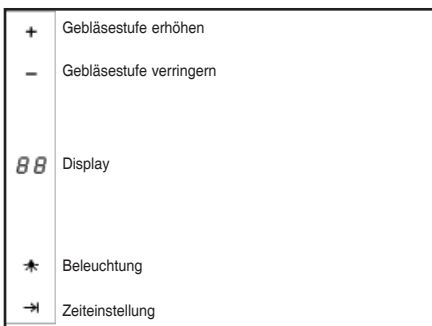 + Gebläsestufe erhöhen
– Gebläsestufe verringern
88 Display
Beleuchtung
Zeiteinstellung